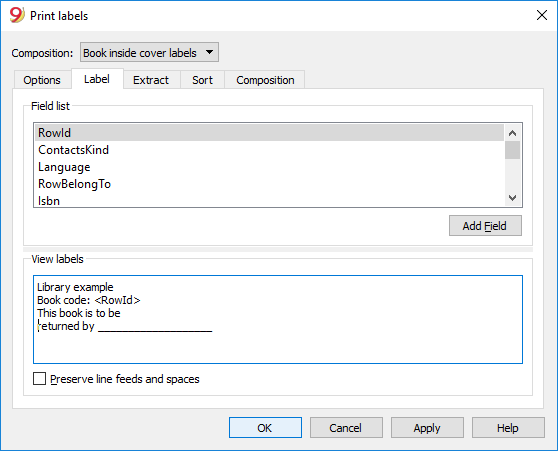 9 Print labels
Composition: Book inside cover labels
Options Label Extract Sort Composition
Field list
RowId
ContactsKind
Language
RowBelongTo
Isbn
Add Field
View labels
Library example
Book code: <RowId>
This book is to be
returned by ____________________
Preserve line feeds and spaces
OK Cancel Apply Help